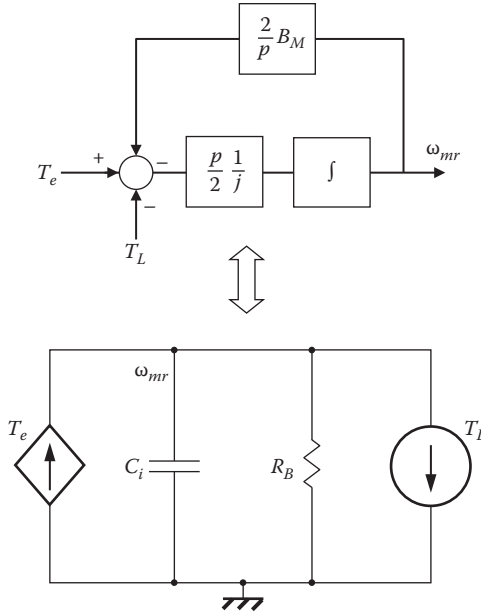 2/p B_M
ω_mr
+
−
T_e
p/2 1/j
∫
−
T_L
ω_mr
T_e
C_i
R_B
T_L